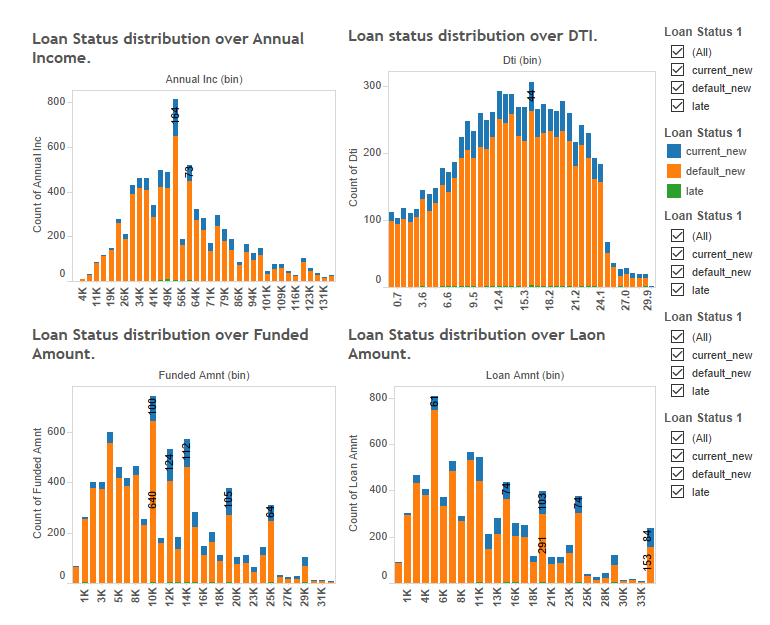 Loan Status distribution over Annual
Income.
Annual Inc (bin)
Count of Annual Inc
800
600
400
200
0
164
73
4K 11K 19K 26K 34K 41K 49K 56K 64K 71K 79K 86K 94K 101K 109K 116K 123K 131K
Loan status distribution over DTI.
Dti (bin)
Count of Dti
300
200
100
0
44
0.7 3.6 6.6 9.5 12.4 15.3 18.2 21.2 24.1 27.0 29.9
Loan Status distribution over Funded
Amount.
Funded Amnt (bin)
Count of Funded Amnt
600
400
200
0
100
640
124
112
105
64
1K 3K 5K 8K 10K 12K 14K 16K 18K 20K 23K 25K 27K 29K 31K
Loan Status distribution over Laon
Amount.
Loan Amnt (bin)
Count of Loan Amnt
800
600
400
200
0
61
74
103
291
74
84
153
1K 4K 6K 8K 11K 13K 16K 18K 21K 23K 25K 28K 30K 33K
Loan Status 1
(All)
current_new
default_new
late
Loan Status 1
current_new
default_new
late
Loan Status 1
(All)
current_new
default_new
late
Loan Status 1
(All)
current_new
default_new
late
Loan Status 1
(All)
current_new
default_new
late